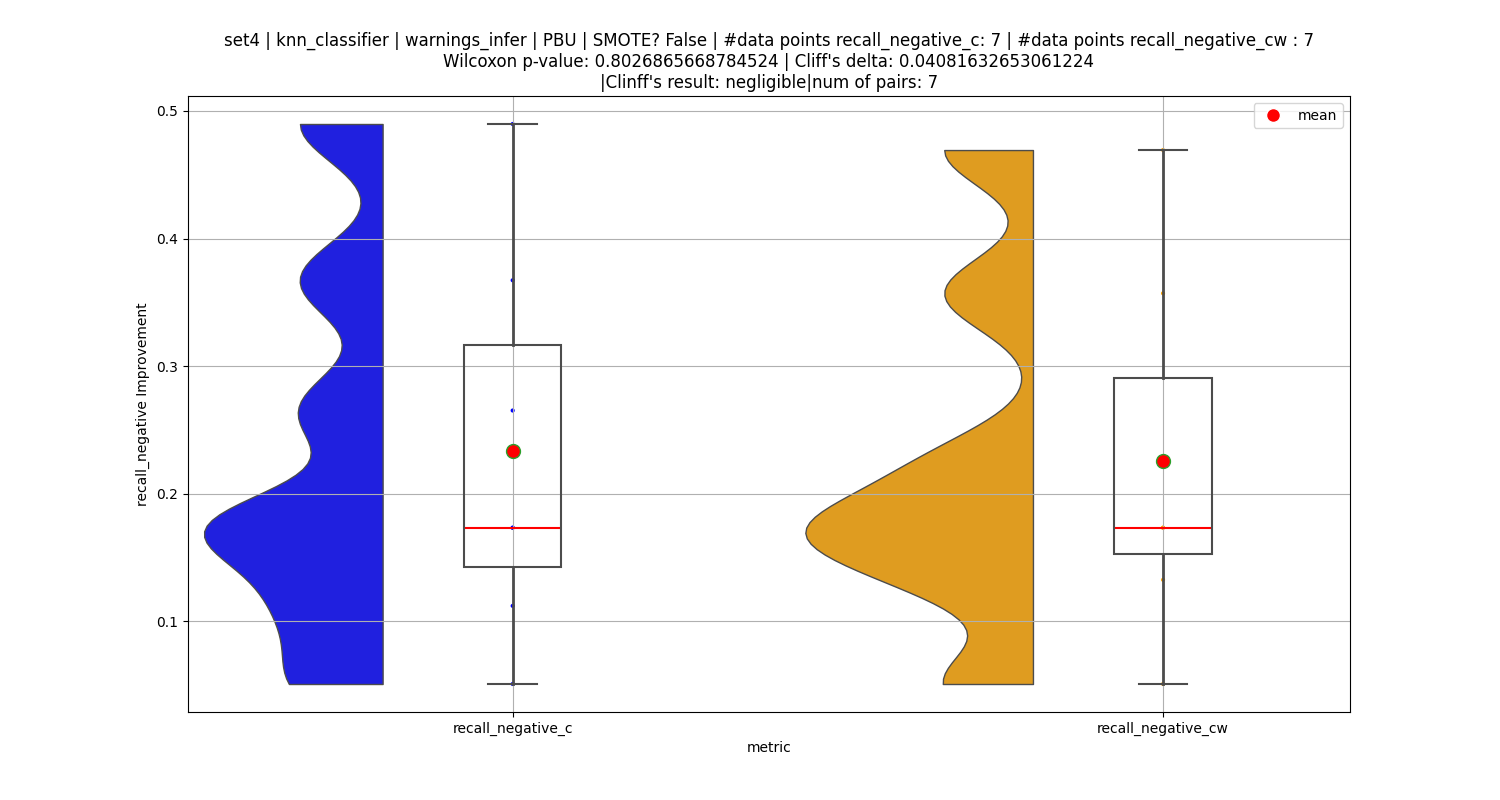 set4 | knn_classifier | warnings_infer | PBU | SMOTE? False | #data points recall_negative_c: 7 | #data points recall_negative_cw : 7
Wilcoxon p-value: 0.8026865668784524 | Cliff's delta: 0.04081632653061224
|Clinff's result: negligible|num of pairs: 7
mean
0.5
0.4
0.3
0.2
0.1
recall_negative Improvement
recall_negative_c
recall_negative_cw
metric